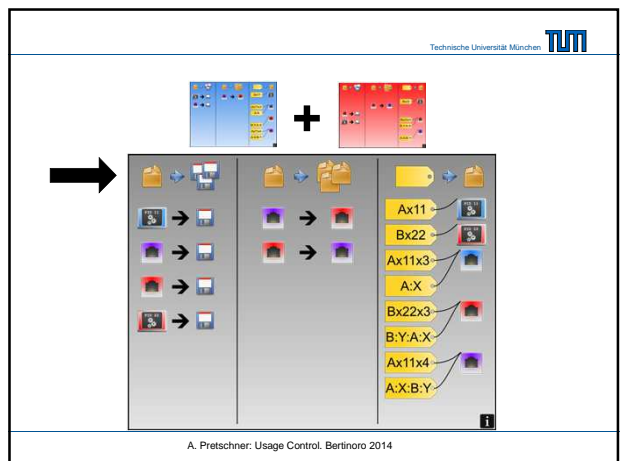 Technische Universität München
TUM
+
Ax11
Bx22
Ax11x3
A:X
Bx22x3
B:Y:A:X
Ax11x4
A:X:B:Y
i
A. Pretschner: Usage Control. Bertinoro 2014